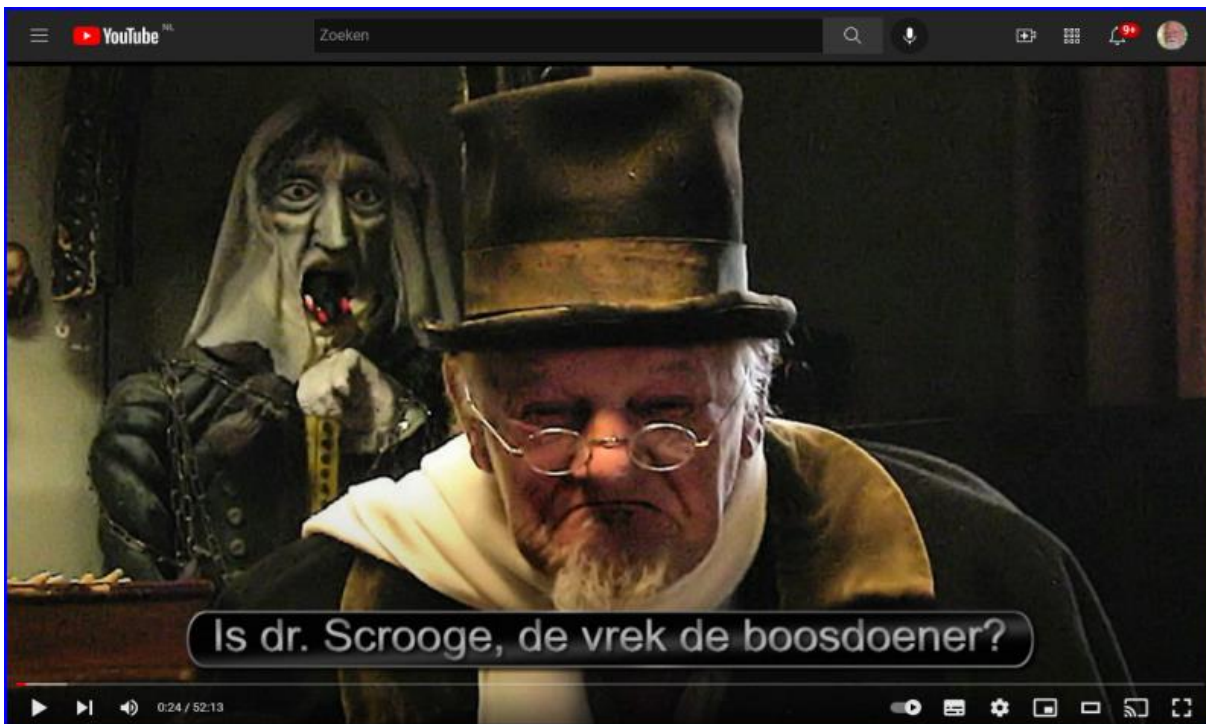 YouTube NL
Zoeken
9+
Is dr. Scrooge, de vrek de boosdoener?
0:24 / 52:13